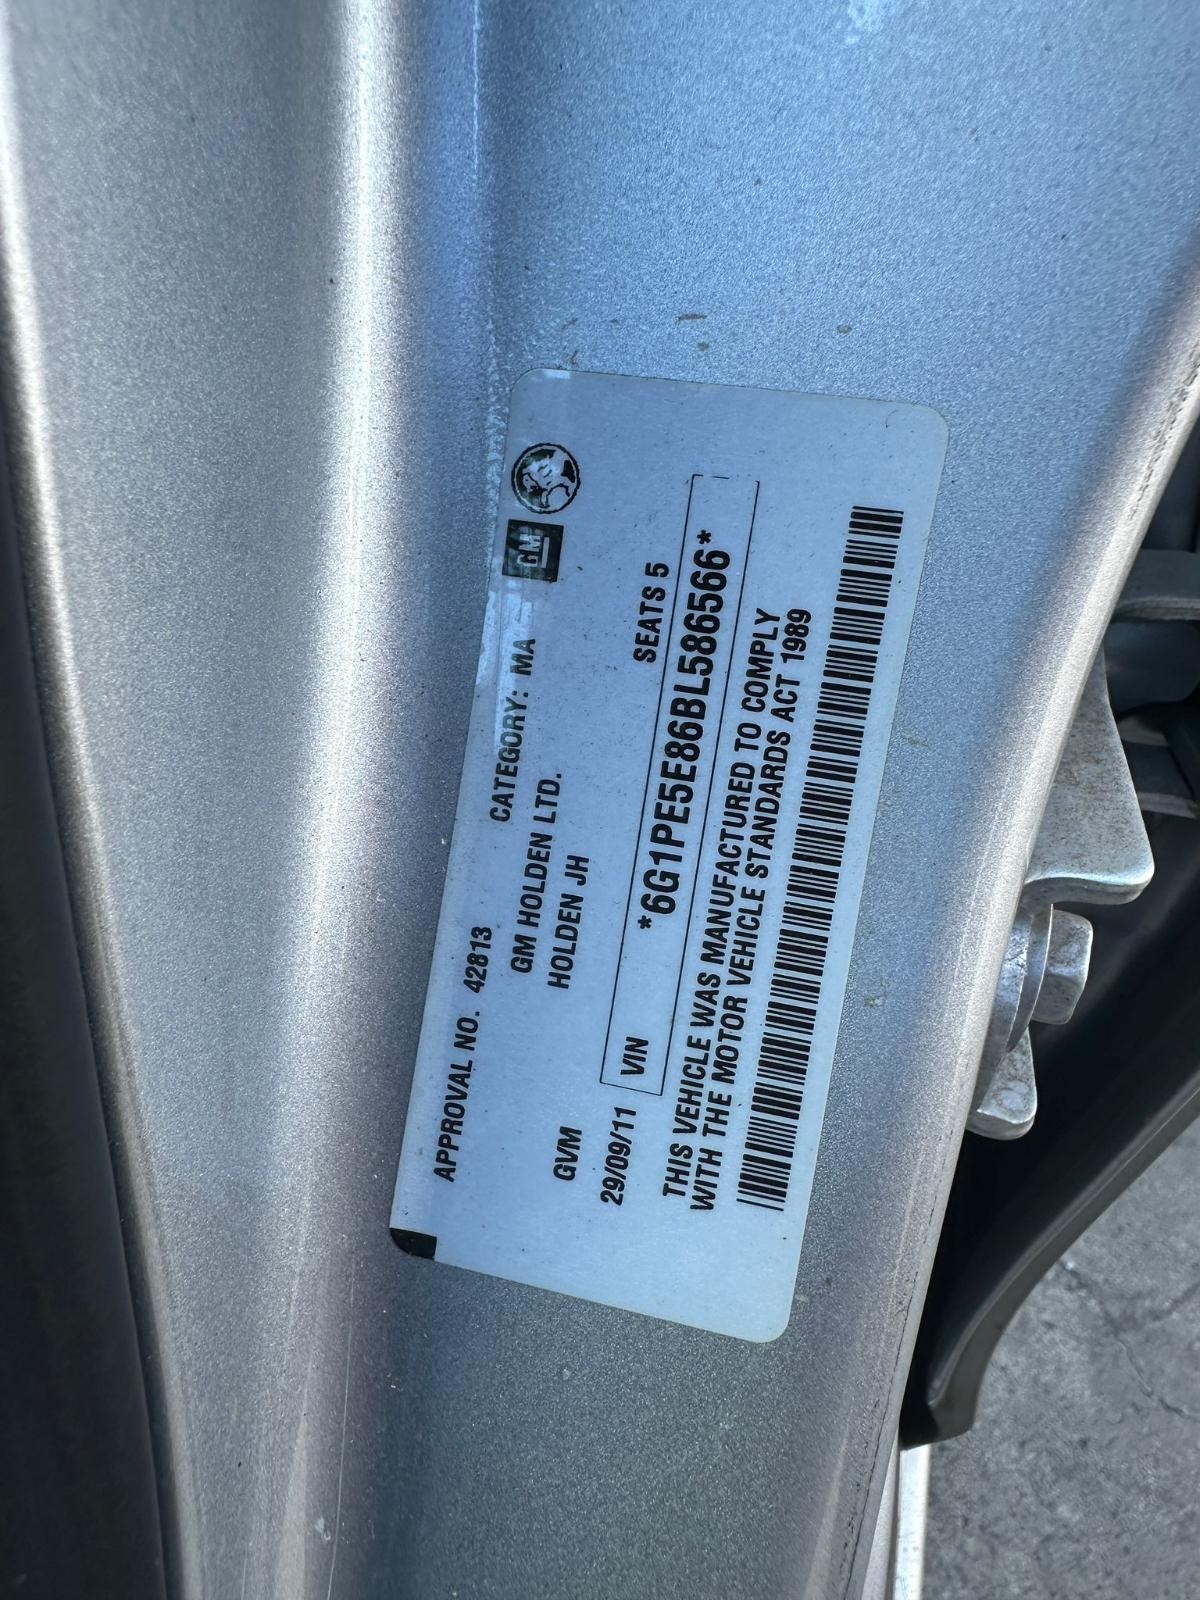 APPROVAL NO. 42813 CATEGORY: MA GM
GM HOLDEN LTD.
HOLDEN JH
GVM SEATS 5
29/09/11 VIN *6G1PE5E86BL586566*
THIS VEHICLE WAS MANUFACTURED TO COMPLY
WITH THE MOTOR VEHICLE STANDARDS ACT 1989